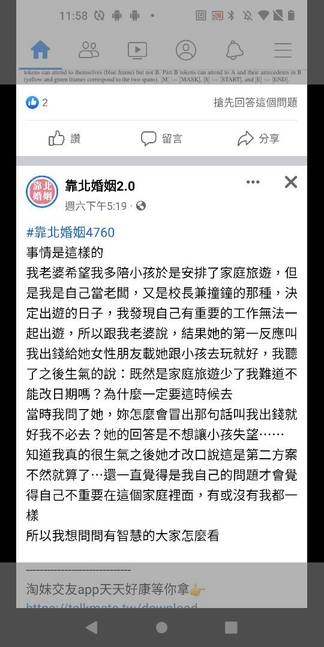 11:58
tokens can attend to themselves (blue frame) but not B. Part B tokens can attend to A and their antecedents in B
(yellow and green frames correspond to the two spans). [M] := [MASK], [S] := [START], and [E] := [END].
2
搶先回答這個問題
讚
留言
分享
靠北
婚姻
靠北婚姻2.0
週六下午5:19
#靠北婚姻4760
事情是這樣的
我老婆希望我多陪小孩於是安排了家庭旅遊，但
是我是自己當老闆，又是校長兼撞鐘的那種，決
定出遊的日子，我發現自己有重要的工作無法一
起出遊，所以跟我老婆說，結果她的第一反應叫
我出錢給她女性朋友載她跟小孩去玩就好，我聽
了之後生氣的說：既然是家庭旅遊少了我難道不
能改日期嗎？為什麼一定要這時候去
當時我問了她，妳怎麼會冒出那句話叫我出錢就
好我不必去？她的回答是不想讓小孩失望⋯⋯
知道我真的很生氣之後她才改口說這是第二方案
不然就算了⋯還一直覺得是我自己的問題才會覺
得自己不重要在這個家庭裡面，有或沒有我都一
樣
所以我想問問有智慧的大家怎麼看
------------------------------
淘妹交友app天天好康等你拿👉
https://talkmate.tw/download